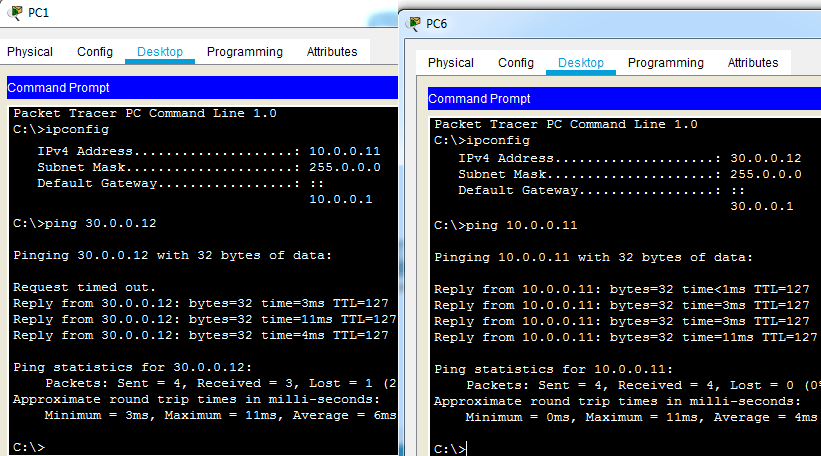 PC1
Physical Config Desktop Programming Attributes
Command Prompt
Packet Tracer PC Command Line 1.0
C:\>ipconfig
IPv4 Address....................: 10.0.0.11
Subnet Mask.....................: 255.0.0.0
Default Gateway.................: ::
10.0.0.1
C:\>ping 30.0.0.12
Pinging 30.0.0.12 with 32 bytes of data:
Request timed out.
Reply from 30.0.0.12: bytes=32 time=3ms TTL=127
Reply from 30.0.0.12: bytes=32 time=11ms TTL=127
Reply from 30.0.0.12: bytes=32 time=4ms TTL=127
Ping statistics for 30.0.0.12:
Packets: Sent = 4, Received = 3, Lost = 1 (2
Approximate round trip times in milli-seconds:
Minimum = 3ms, Maximum = 11ms, Average = 6ms
C:\>
PC6
Physical Config Desktop Programming Attributes
Command Prompt
Packet Tracer PC Command Line 1.0
C:\>ipconfig
IPv4 Address....................: 30.0.0.12
Subnet Mask.....................: 255.0.0.0
Default Gateway.................: ::
30.0.0.1
C:\>ping 10.0.0.11
Pinging 10.0.0.11 with 32 bytes of data:
Reply from 10.0.0.11: bytes=32 time<1ms TTL=127
Reply from 10.0.0.11: bytes=32 time=3ms TTL=127
Reply from 10.0.0.11: bytes=32 time=3ms TTL=127
Reply from 10.0.0.11: bytes=32 time=11ms TTL=127
Ping statistics for 10.0.0.11:
Packets: Sent = 4, Received = 4, Lost = 0 (0%
Approximate round trip times in milli-seconds:
Minimum = 0ms, Maximum = 11ms, Average = 4ms
C:\>